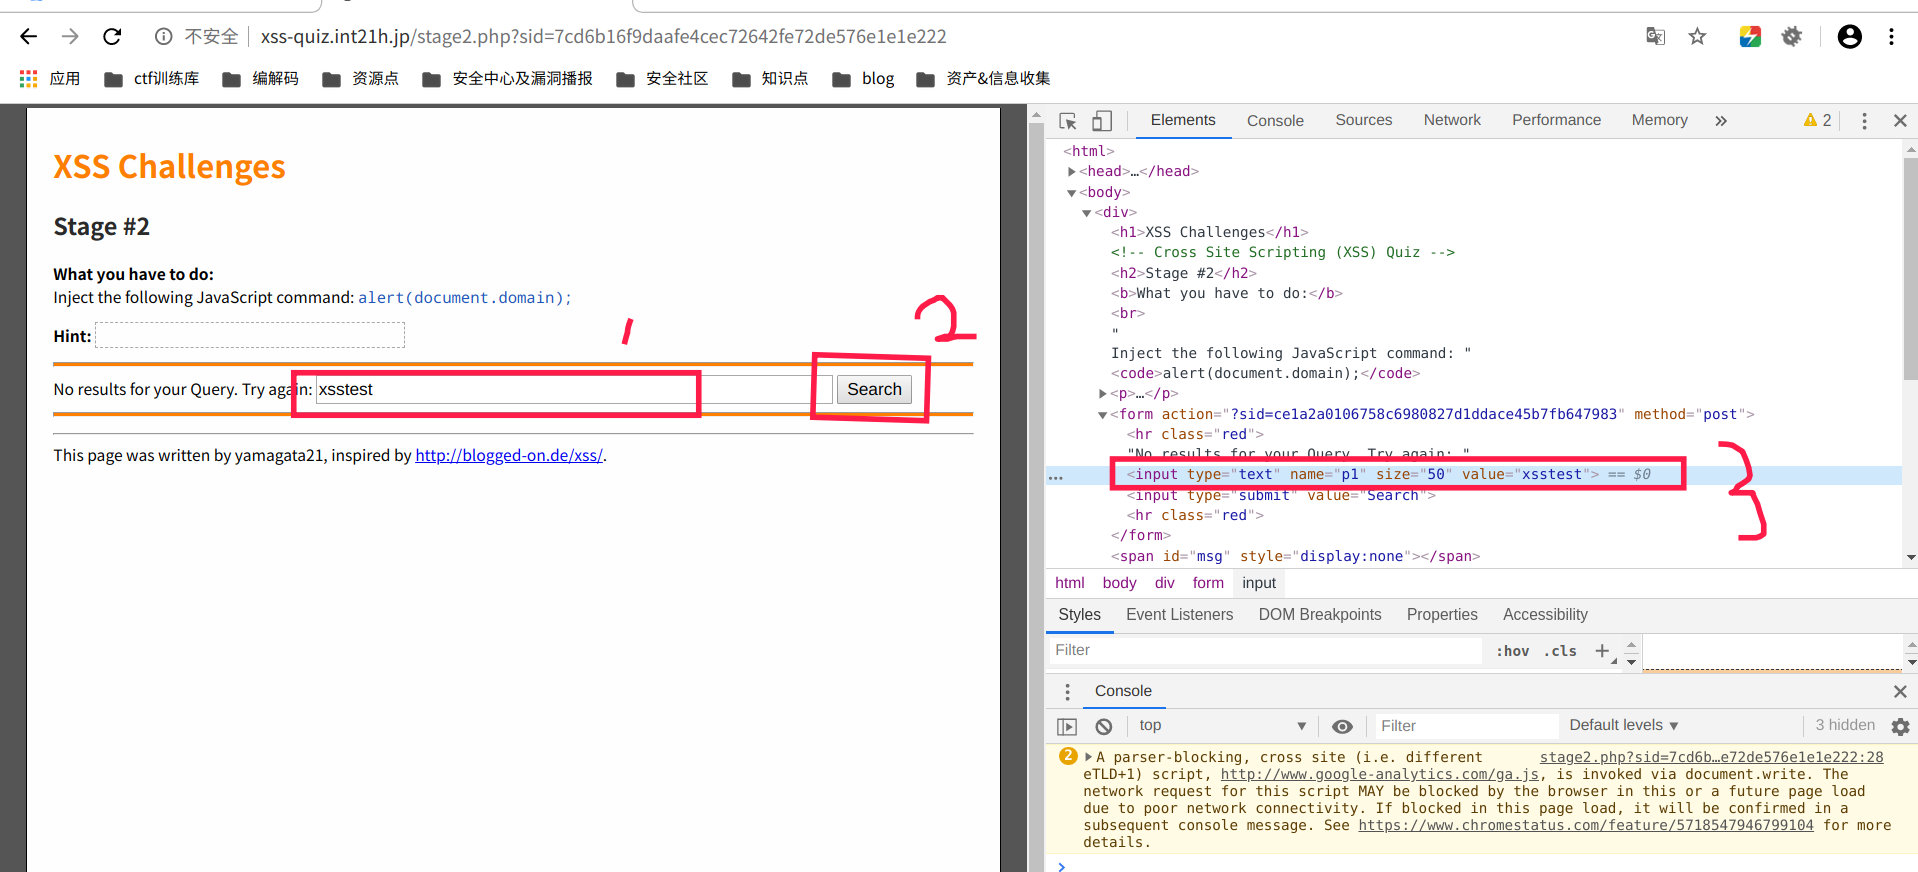 不安全 xss-quiz.int21h.jp/stage2.php?sid=7cd6b16f9daafe4cec72642fe72de576e1e1e222
应用 ctf训练库 编解码 资源点 安全中心及漏洞播报 安全社区 知识点 blog 资产&信息收集
XSS Challenges
Stage #2
What you have to do:
Inject the following JavaScript command: alert(document.domain);
Hint:
1
2
No results for your Query. Try again: xsstest Search
This page was written by yamagata21, inspired by http://blogged-on.de/xss/.
Elements Console Sources Network Performance Memory » 2
<html>
<head>…</head>
<body>
<div>
<h1>XSS Challenges</h1>
<!-- Cross Site Scripting (XSS) Quiz -->
<h2>Stage #2</h2>
<b>What you have to do:</b>
<br>
"
Inject the following JavaScript command: "
<code>alert(document.domain);</code>
<p>…</p>
<form action="?sid=ce1a2a0106758c6980827d1ddace45b7fb647983" method="post">
<hr class="red">
"No results for your Query. Try again: "
<input type="text" name="p1" size="50" value="xsstest"> == $0
3
<input type="submit" value="Search">
<hr class="red">
</form>
<span id="msg" style="display:none"></span>
html body div form input
Styles Event Listeners DOM Breakpoints Properties Accessibility
Filter :hov .cls +
Console
top Filter Default levels 3 hidden
2 A parser-blocking, cross site (i.e. different stage2.php?sid=7cd6b…e72de576e1e1e222:28
eTLD+1) script, http://www.google-analytics.com/ga.js, is invoked via document.write. The
network request for this script MAY be blocked by the browser in this or a future page load
due to poor network connectivity. If blocked in this page load, it will be confirmed in a
subsequent console message. See https://www.chromestatus.com/feature/5718547946799104 for more
details.